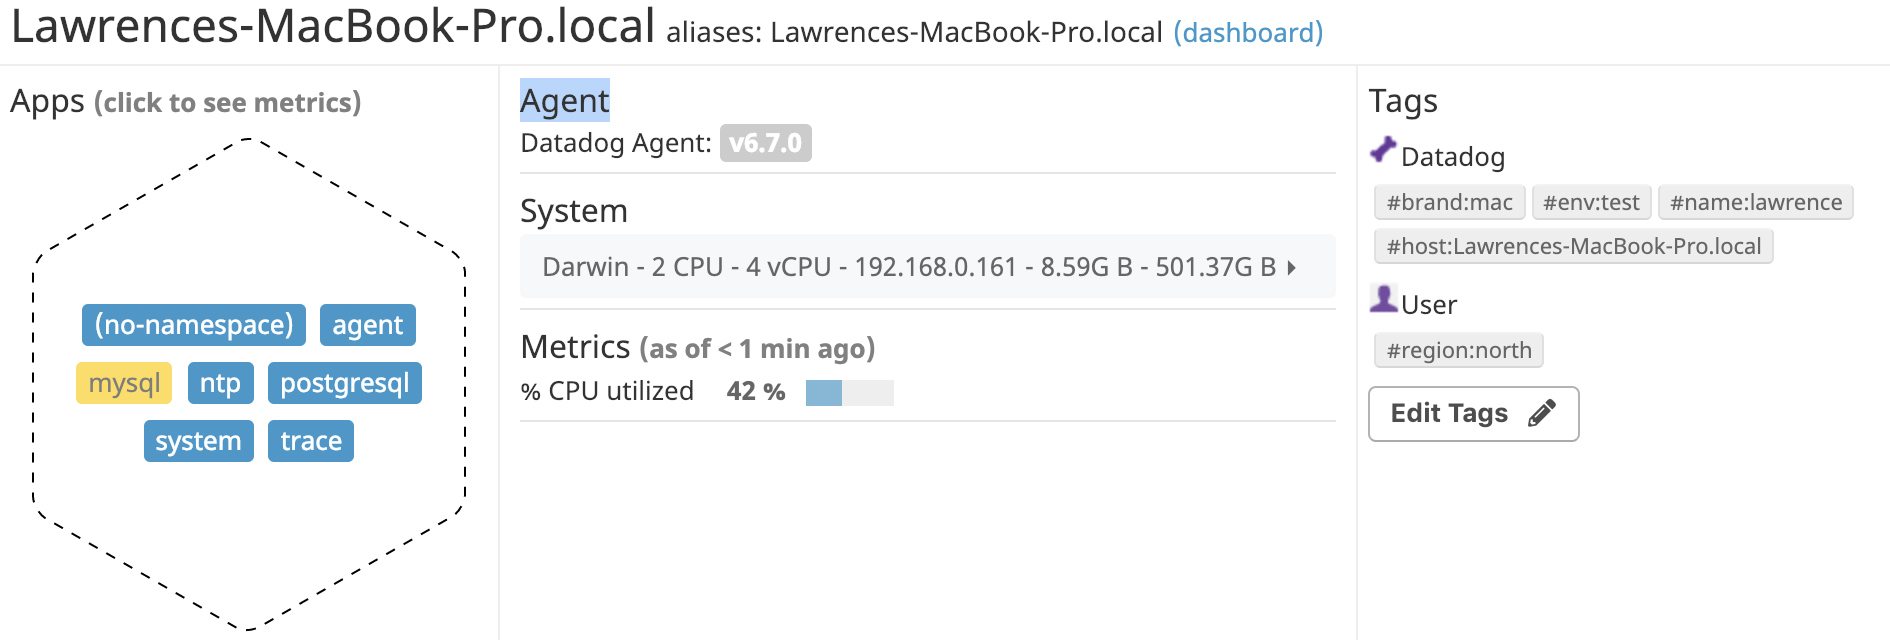 Lawrences-MacBook-Pro.local aliases: Lawrences-MacBook-Pro.local (dashboard)
Apps (click to see metrics)
(no-namespace) agent
mysql ntp postgresql
system trace
Agent
Datadog Agent: v6.7.0
System
Darwin - 2 CPU - 4 vCPU - 192.168.0.161 - 8.59G B - 501.37G B
Metrics (as of < 1 min ago)
% CPU utilized 42 %
Tags
Datadog
#brand:mac #env:test #name:lawrence
#host:Lawrences-MacBook-Pro.local
User
#region:north
Edit Tags